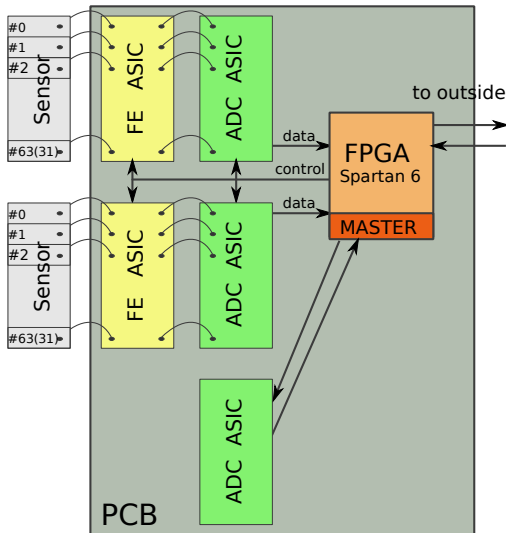 #0
#1
#2
Sensor
#63(31)
FE ASIC
ADC ASIC
data
control
data
FPGA
Spartan 6
MASTER
to outside
#0
#1
#2
Sensor
#63(31)
FE ASIC
ADC ASIC
ADC ASIC
PCB